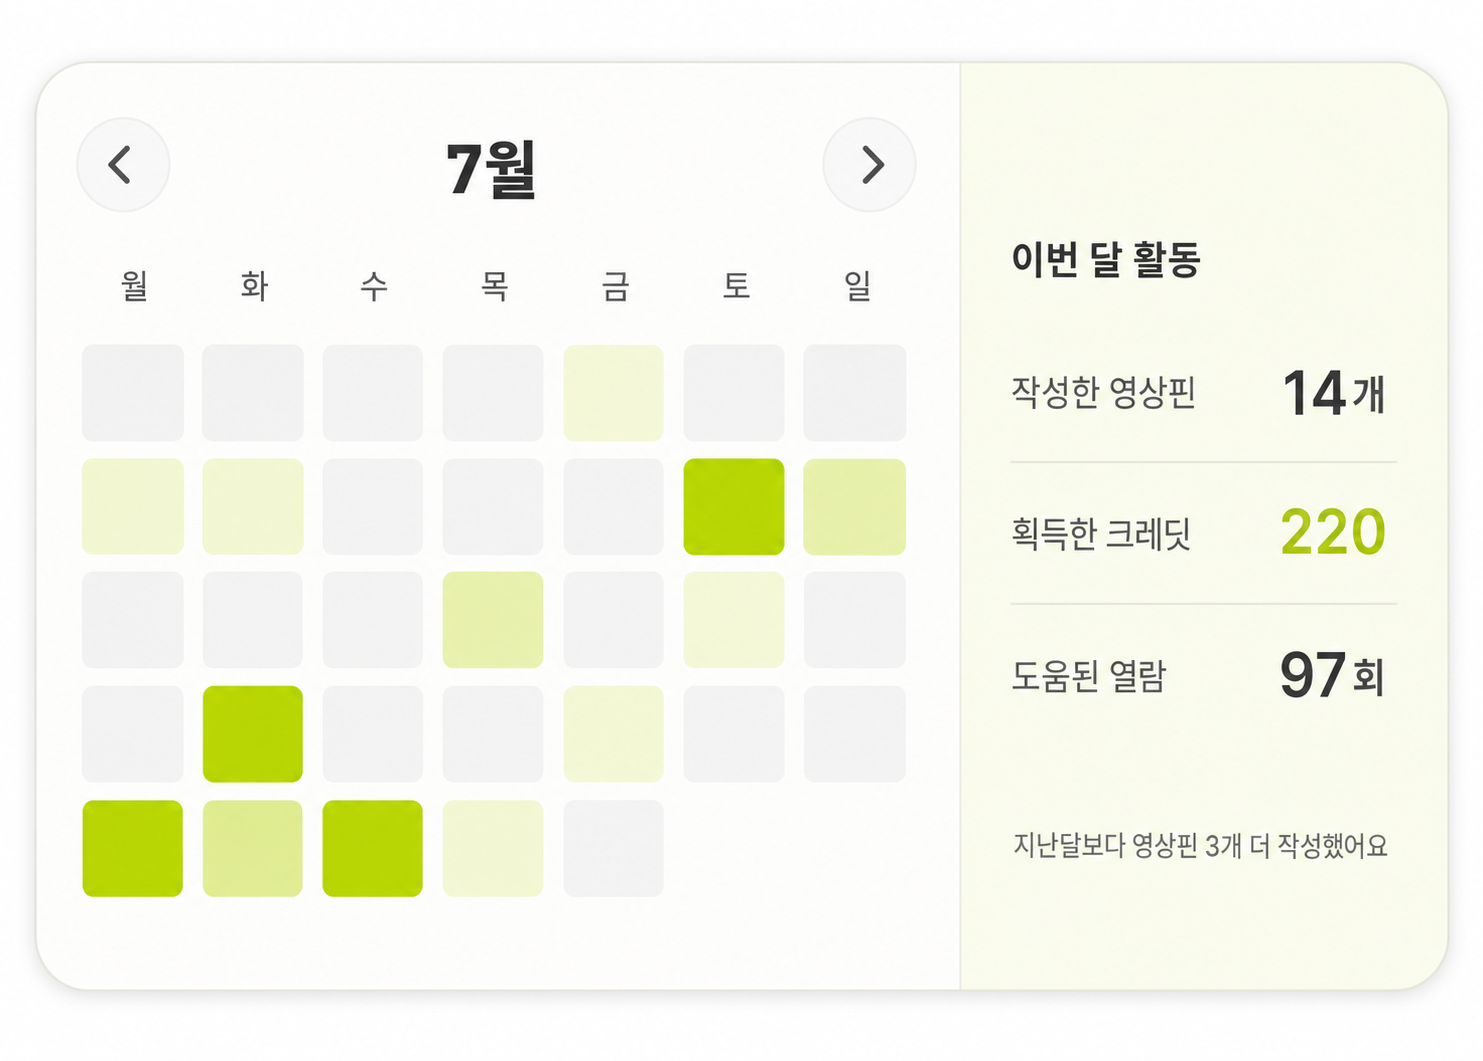 7월
월 화 수 목 금 토 일
이번 달 활동
작성한 영상핀 14개
획득한 크레딧 220
도움된 열람 97회
지난달보다 영상핀 3개 더 작성했어요